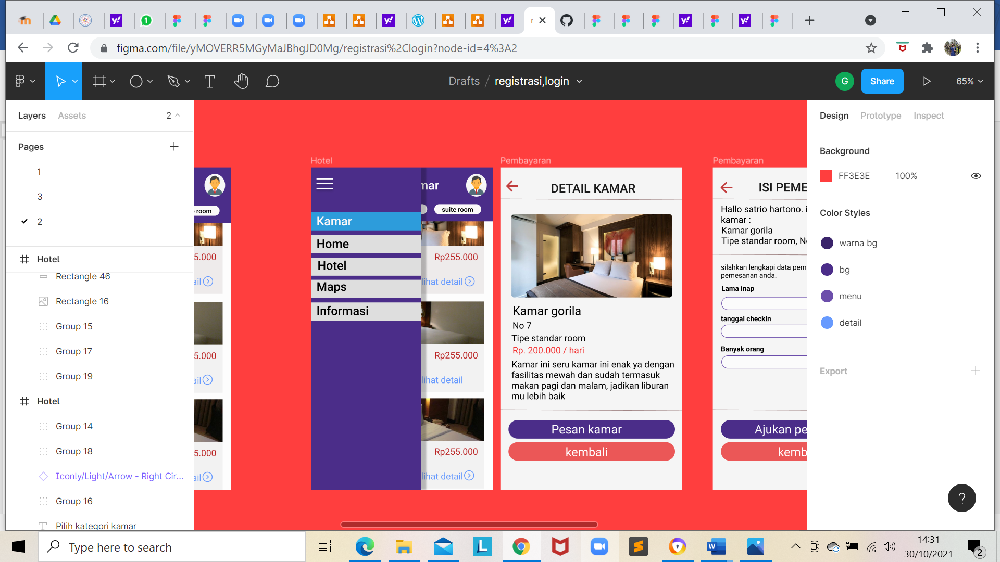 figma.com/file/yMOVERR5MGyMaJBhgJD0Mg/registrasi%2Clogin?node-id=4%3A2
Drafts / registrasi,login
G
Share
65%
Layers
Assets
2
Pages
1
3
2
Hotel
Rectangle 46
Rectangle 16
Group 15
Group 17
Group 19
Hotel
Group 14
Group 18
Iconly/Light/Arrow - Right Cir...
Group 16
Pilih kategori kamar
room
5.000
ail
5.000
ail
5.000
ail
Hotel
mar
suite room
Kamar
Home
Hotel
Maps
Informasi
Rp255.000
lihat detail
Rp255.000
lihat detail
Rp255.000
lihat detail
Pembayaran
DETAIL KAMAR
Kamar gorila
No 7
Tipe standar room
Rp. 200.000 / hari
Kamar ini seru kamar ini enak ya dengan
fasilitas mewah dan sudah termasuk
makan pagi dan malam, jadikan liburan
mu lebih baik
Pesan kamar
kembali
Pembayaran
ISI PEME
Hallo satrio hartono. i
kamar :
Kamar gorila
Tipe standar room, N
silahkan lengkapi data pem
pemesanan anda.
Lama inap
tanggal checkin
Banyak orang
Ajukan pe
kemb
Design
Prototype
Inspect
Background
FF3E3E
100%
Color Styles
warna bg
bg
menu
detail
Export
?
Type here to search
14:31
30/10/2021
2